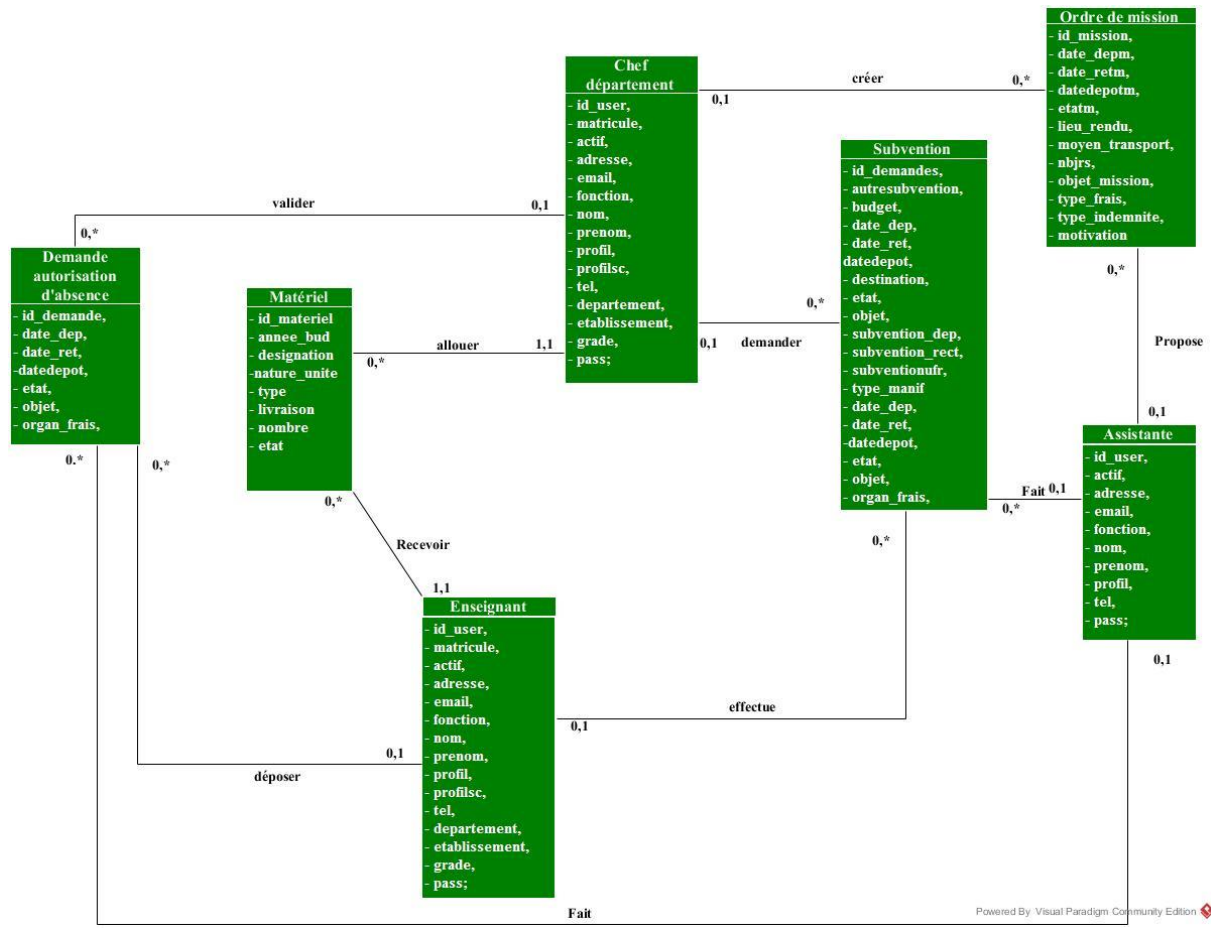 Ordre de mission
- id_mission,
- date_depm,
- date_retm,
- datedepotm,
- etatm,
- lieu_rendu,
- moyen_transport,
- nbjrs,
- objet_mission,
- type_frais,
- type_indemnite,
- motivation
Chef
département
- id_user,
- matricule,
- actif,
- adresse,
- email,
- fonction,
- nom,
- prenom,
- profil,
- profilsc,
- tel,
- departement,
- etablissement,
- grade,
- pass;
créer
0,1
0,*
Subvention
- id_demandes,
- autresubvention,
- budget,
- date_dep,
- date_ret,
datedepot,
- destination,
- etat,
- objet,
- subvention_dep,
- subvention_rect,
- subventionufr,
- type_manif
- date_dep,
- date_ret,
-datedepot,
- etat,
- objet,
- organ_frais,
valider
0,1
0,*
Demande
autorisation
d'absence
- id_demande,
- date_dep,
- date_ret,
-datedepot,
- etat,
- objet,
- organ_frais,
Matériel
- id_materiel
- annee_bud
- designation
-nature_unite
- type
- livraison
- nombre
- etat
allouer
1,1
0,*
0,*
0,1
demander
0,*
Propose
0,1
Assistante
- id_user,
- actif,
- adresse,
- email,
- fonction,
- nom,
- prenom,
- profil,
- tel,
- pass;
0.*
0,*
0,*
Fait
0,1
0,*
0,*
Recevoir
1,1
Enseignant
- id_user,
- matricule,
- actif,
- adresse,
- email,
- fonction,
- nom,
- prenom,
- profil,
- profilsc,
- tel,
- departement,
- etablissement,
- grade,
- pass;
0,1
effectue
0,1
0,1
déposer
Fait
Powered By Visual Paradigm Community Edition